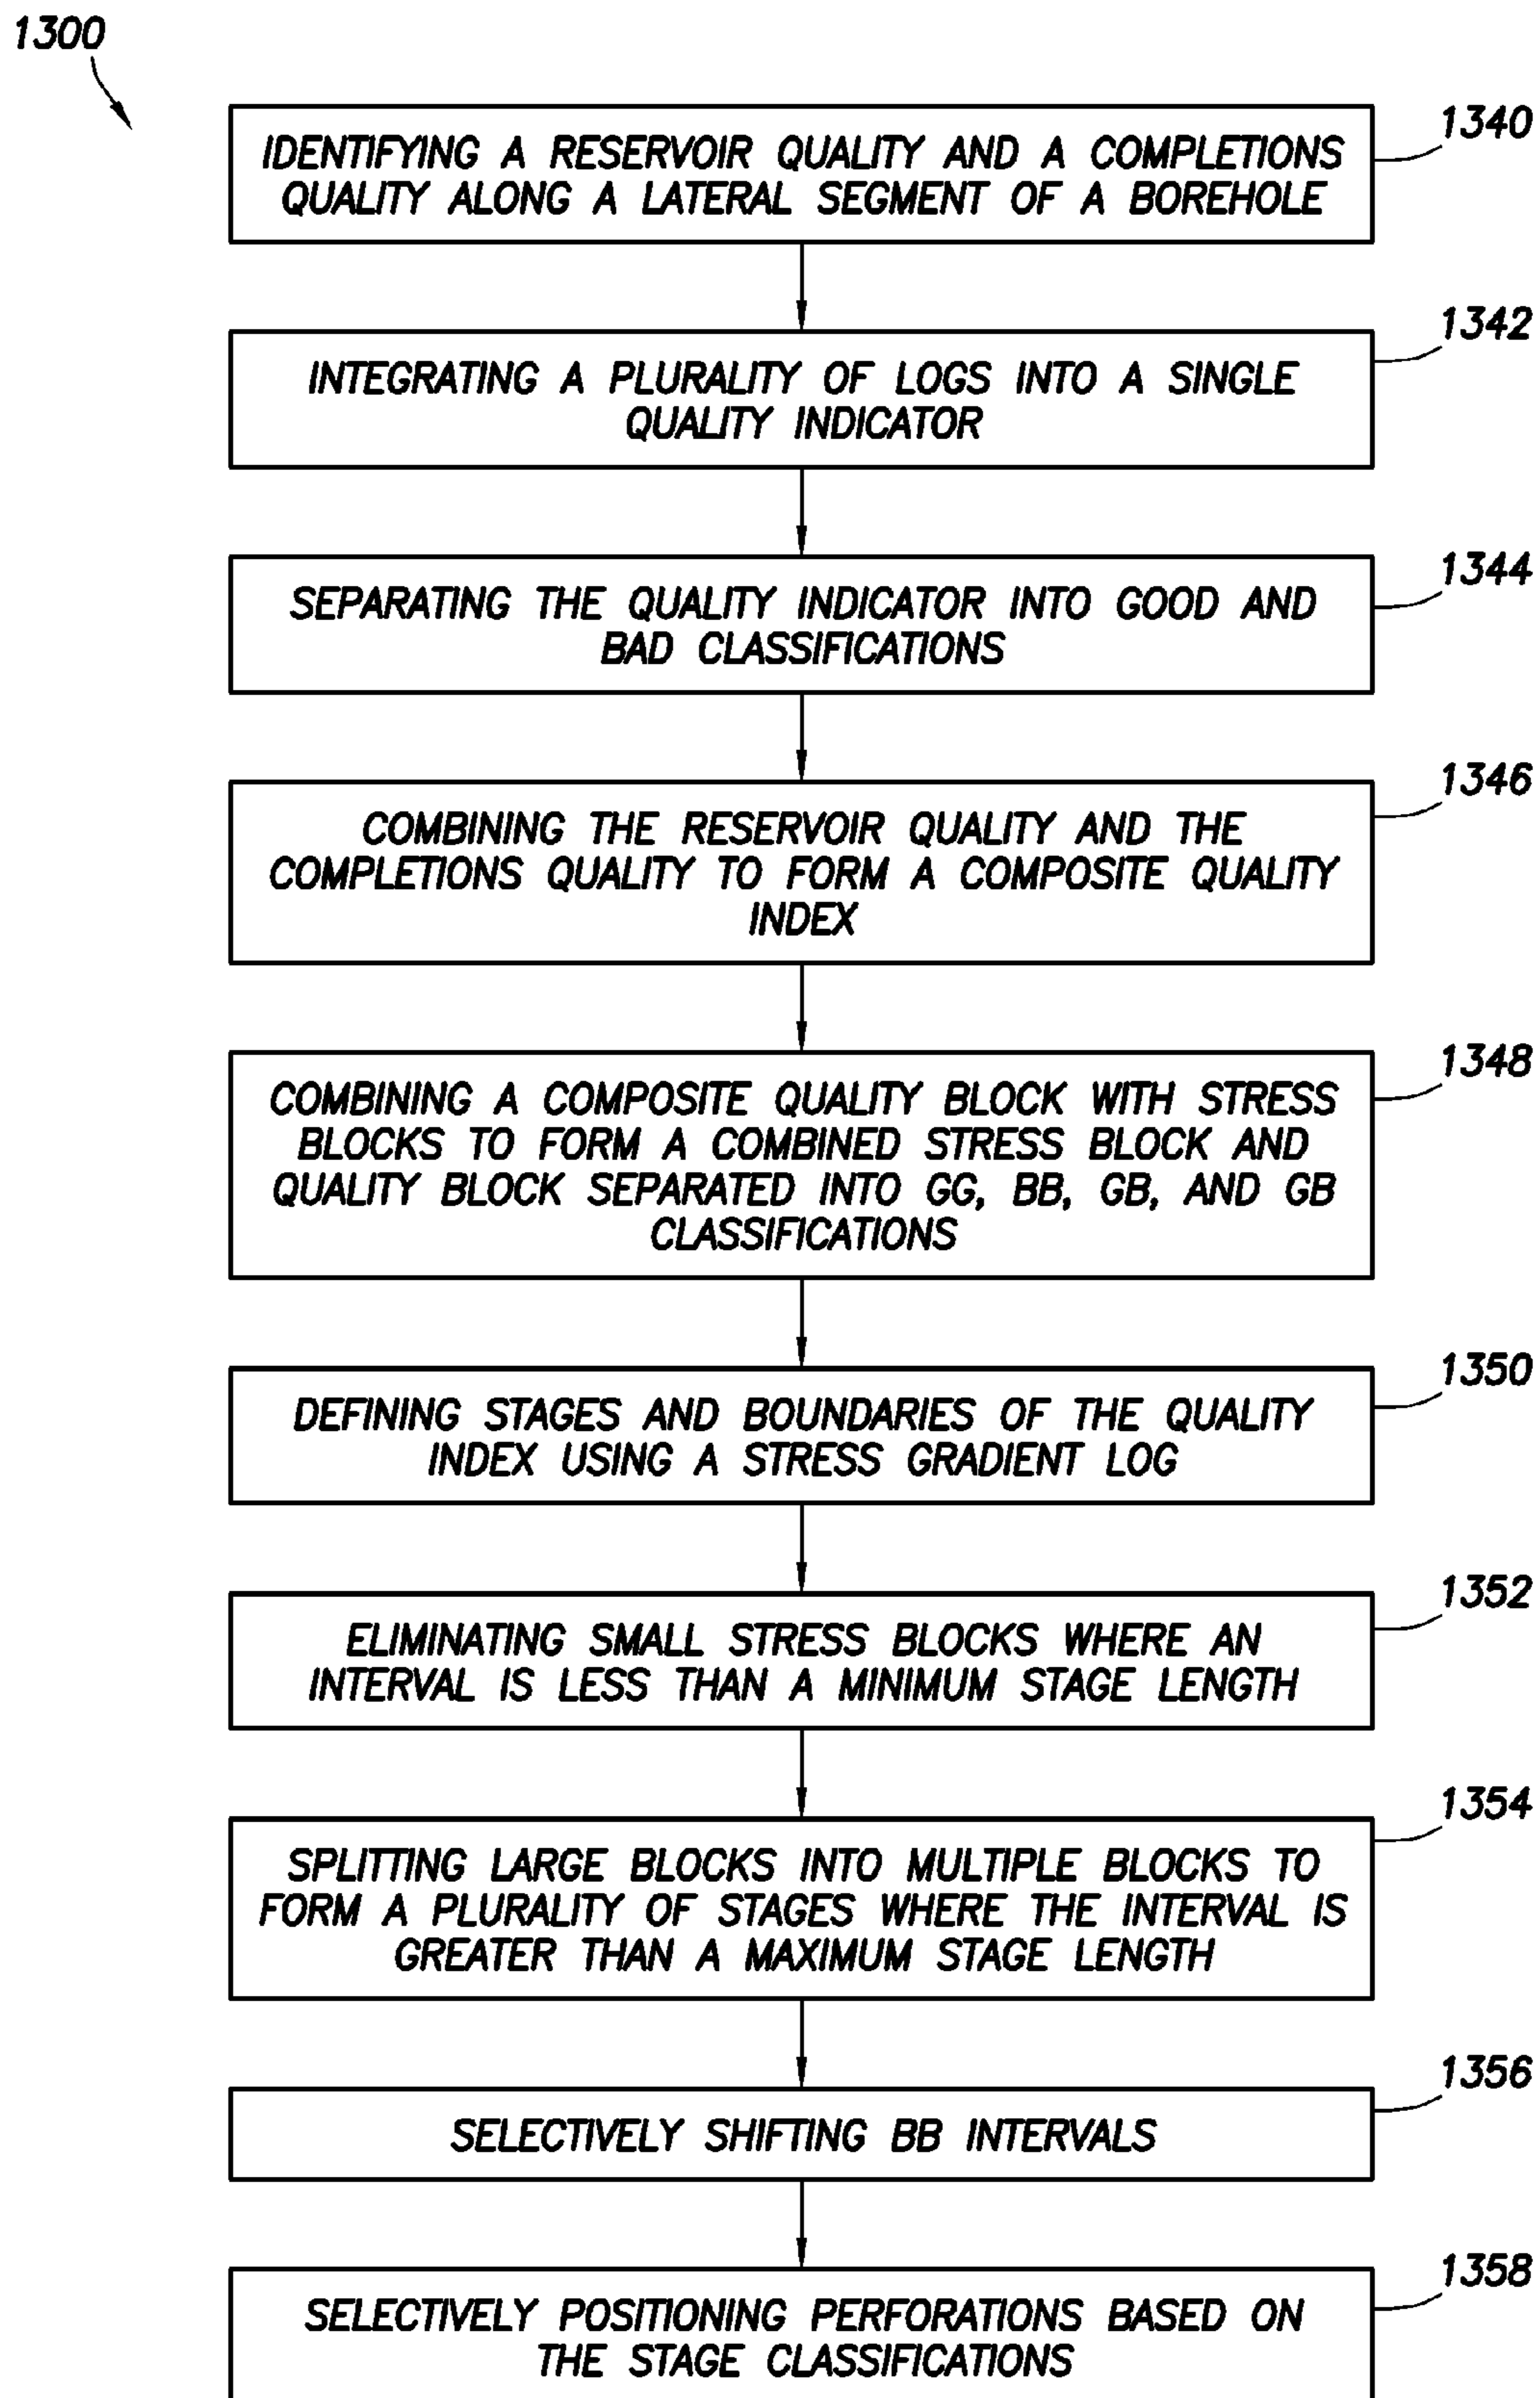 1300
1340
IDENTIFYING A RESERVOIR QUALITY AND A COMPLETIONS
QUALITY ALONG A LATERAL SEGMENT OF A BOREHOLE
1342
INTEGRATING A PLURALITY OF LOGS INTO A SINGLE
QUALITY INDICATOR
1344
SEPARATING THE QUALITY INDICATOR INTO GOOD AND
BAD CLASSIFICATIONS
1346
COMBINING THE RESERVOIR QUALITY AND THE
COMPLETIONS QUALITY TO FORM A COMPOSITE QUALITY
INDEX
1348
COMBINING A COMPOSITE QUALITY BLOCK WITH STRESS
BLOCKS TO FORM A COMBINED STRESS BLOCK AND
QUALITY BLOCK SEPARATED INTO GG, BB, GB, AND GB
CLASSIFICATIONS
1350
DEFINING STAGES AND BOUNDARIES OF THE QUALITY
INDEX USING A STRESS GRADIENT LOG
1352
ELIMINATING SMALL STRESS BLOCKS WHERE AN
INTERVAL IS LESS THAN A MINIMUM STAGE LENGTH
1354
SPLITTING LARGE BLOCKS INTO MULTIPLE BLOCKS TO
FORM A PLURALITY OF STAGES WHERE THE INTERVAL IS
GREATER THAN A MAXIMUM STAGE LENGTH
1356
SELECTIVELY SHIFTING BB INTERVALS
1358
SELECTIVELY POSITIONING PERFORATIONS BASED ON
THE STAGE CLASSIFICATIONS